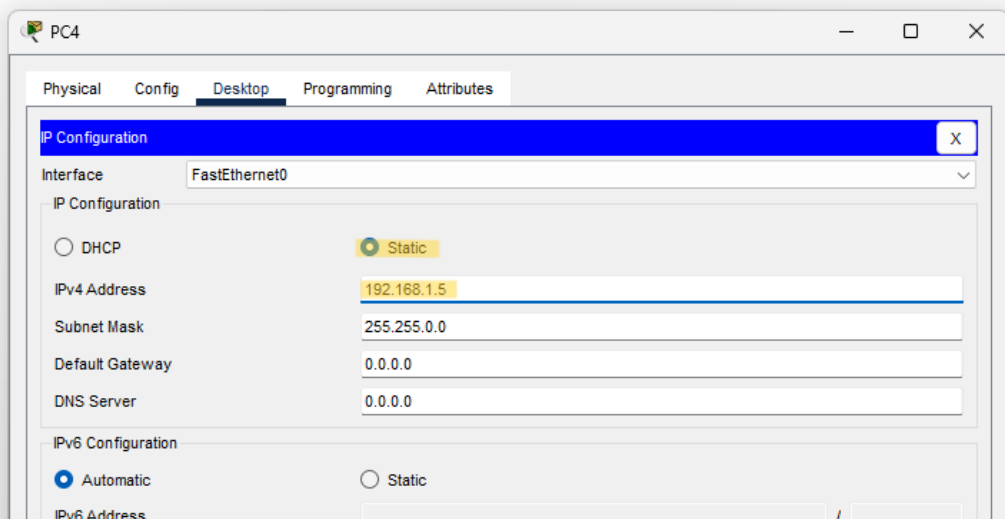 PC4
Physical Config Desktop Programming Attributes
IP Configuration X
Interface FastEthernet0
IP Configuration
DHCP Static
IPv4 Address 192.168.1.5
Subnet Mask 255.255.0.0
Default Gateway 0.0.0.0
DNS Server 0.0.0.0
IPv6 Configuration
Automatic Static
IPv6 Address /